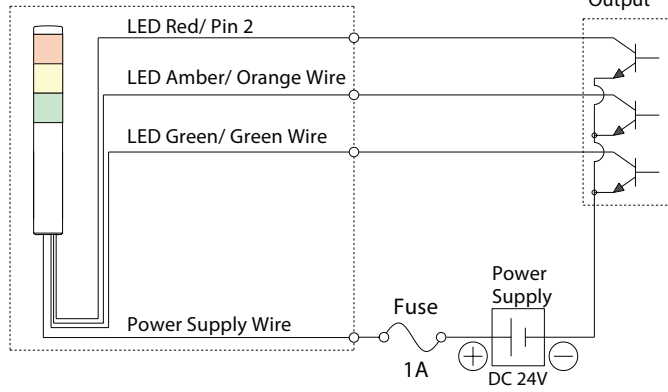 Output
LED Red/ Pin 2
LED Amber/ Orange Wire
LED Green/ Green Wire
Power
Supply
Fuse
Power Supply Wire
1A
DC 24V